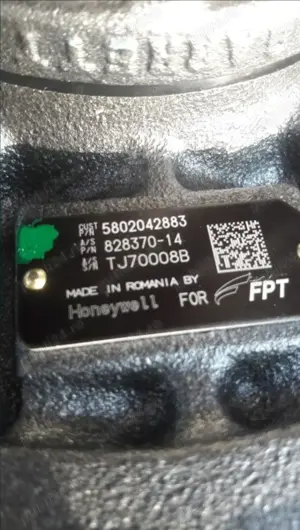 CUST P/N 5802042883
A/S P/N 828370-14
A/S S/N TJ70008B
MADE IN ROMANIA BY
Honeywell FOR FPT